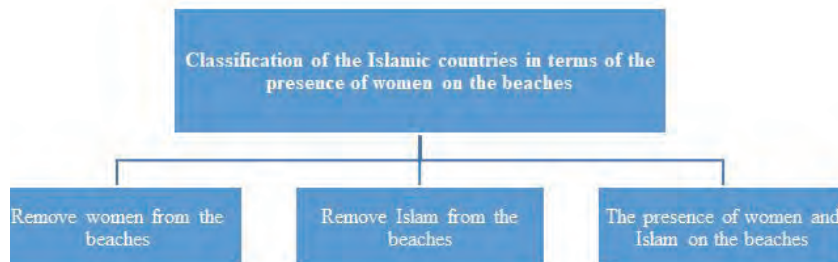 Classification of the Islamic countries in terms of the
presence of women on the beaches
Remove women from the
beaches
Remove Islam from the
beaches
The presence of women and
Islam on the beaches